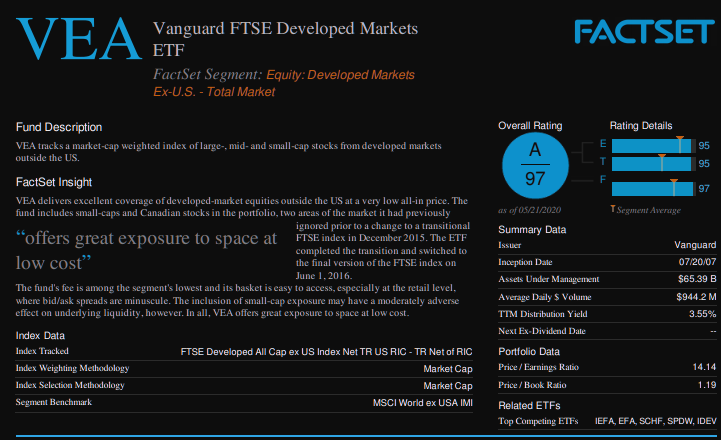 VEA
Vanguard FTSE Developed Markets
ETF
FactSet Segment: Equity: Developed Markets
Ex-U.S. - Total Market
FACTSET
Fund Description
VEA tracks a market-cap weighted index of large-, mid- and small-cap stocks from developed markets
outside the US.
FactSet Insight
VEA delivers excellent coverage of developed-market equities outside the US at a very low all-in price. The
fund includes small-caps and Canadian stocks in the portfolio, two areas of the market it had previously
ignored prior to a change to a transitional
FTSE index in December 2015. The ETF
completed the transition and switched to
the final version of the FTSE index on
June 1, 2016.
“offers great exposure to space at
low cost”
The fund's fee is among the segment's lowest and its basket is easy to access, especially at the retail level,
where bid/ask spreads are minuscule. The inclusion of small-cap exposure may have a moderately adverse
effect on underlying liquidity, however. In all, VEA offers great exposure to space at low cost.
Index Data
Index Tracked FTSE Developed All Cap ex US Index Net TR US RIC - TR Net of RIC
Index Weighting Methodology Market Cap
Index Selection Methodology Market Cap
Segment Benchmark MSCI World ex USA IMI
Overall Rating
A
97
as of 05/21/2020
Rating Details
E 95
T 95
F 97
Segment Average
Summary Data
Issuer Vanguard
Inception Date 07/20/07
Assets Under Management $65.39 B
Average Daily $ Volume $944.2 M
TTM Distribution Yield 3.55%
Next Ex-Dividend Date --
Portfolio Data
Price / Earnings Ratio 14.14
Price / Book Ratio 1.19
Related ETFs
Top Competing ETFs IEFA, EFA, SCHF, SPDW, IDEV